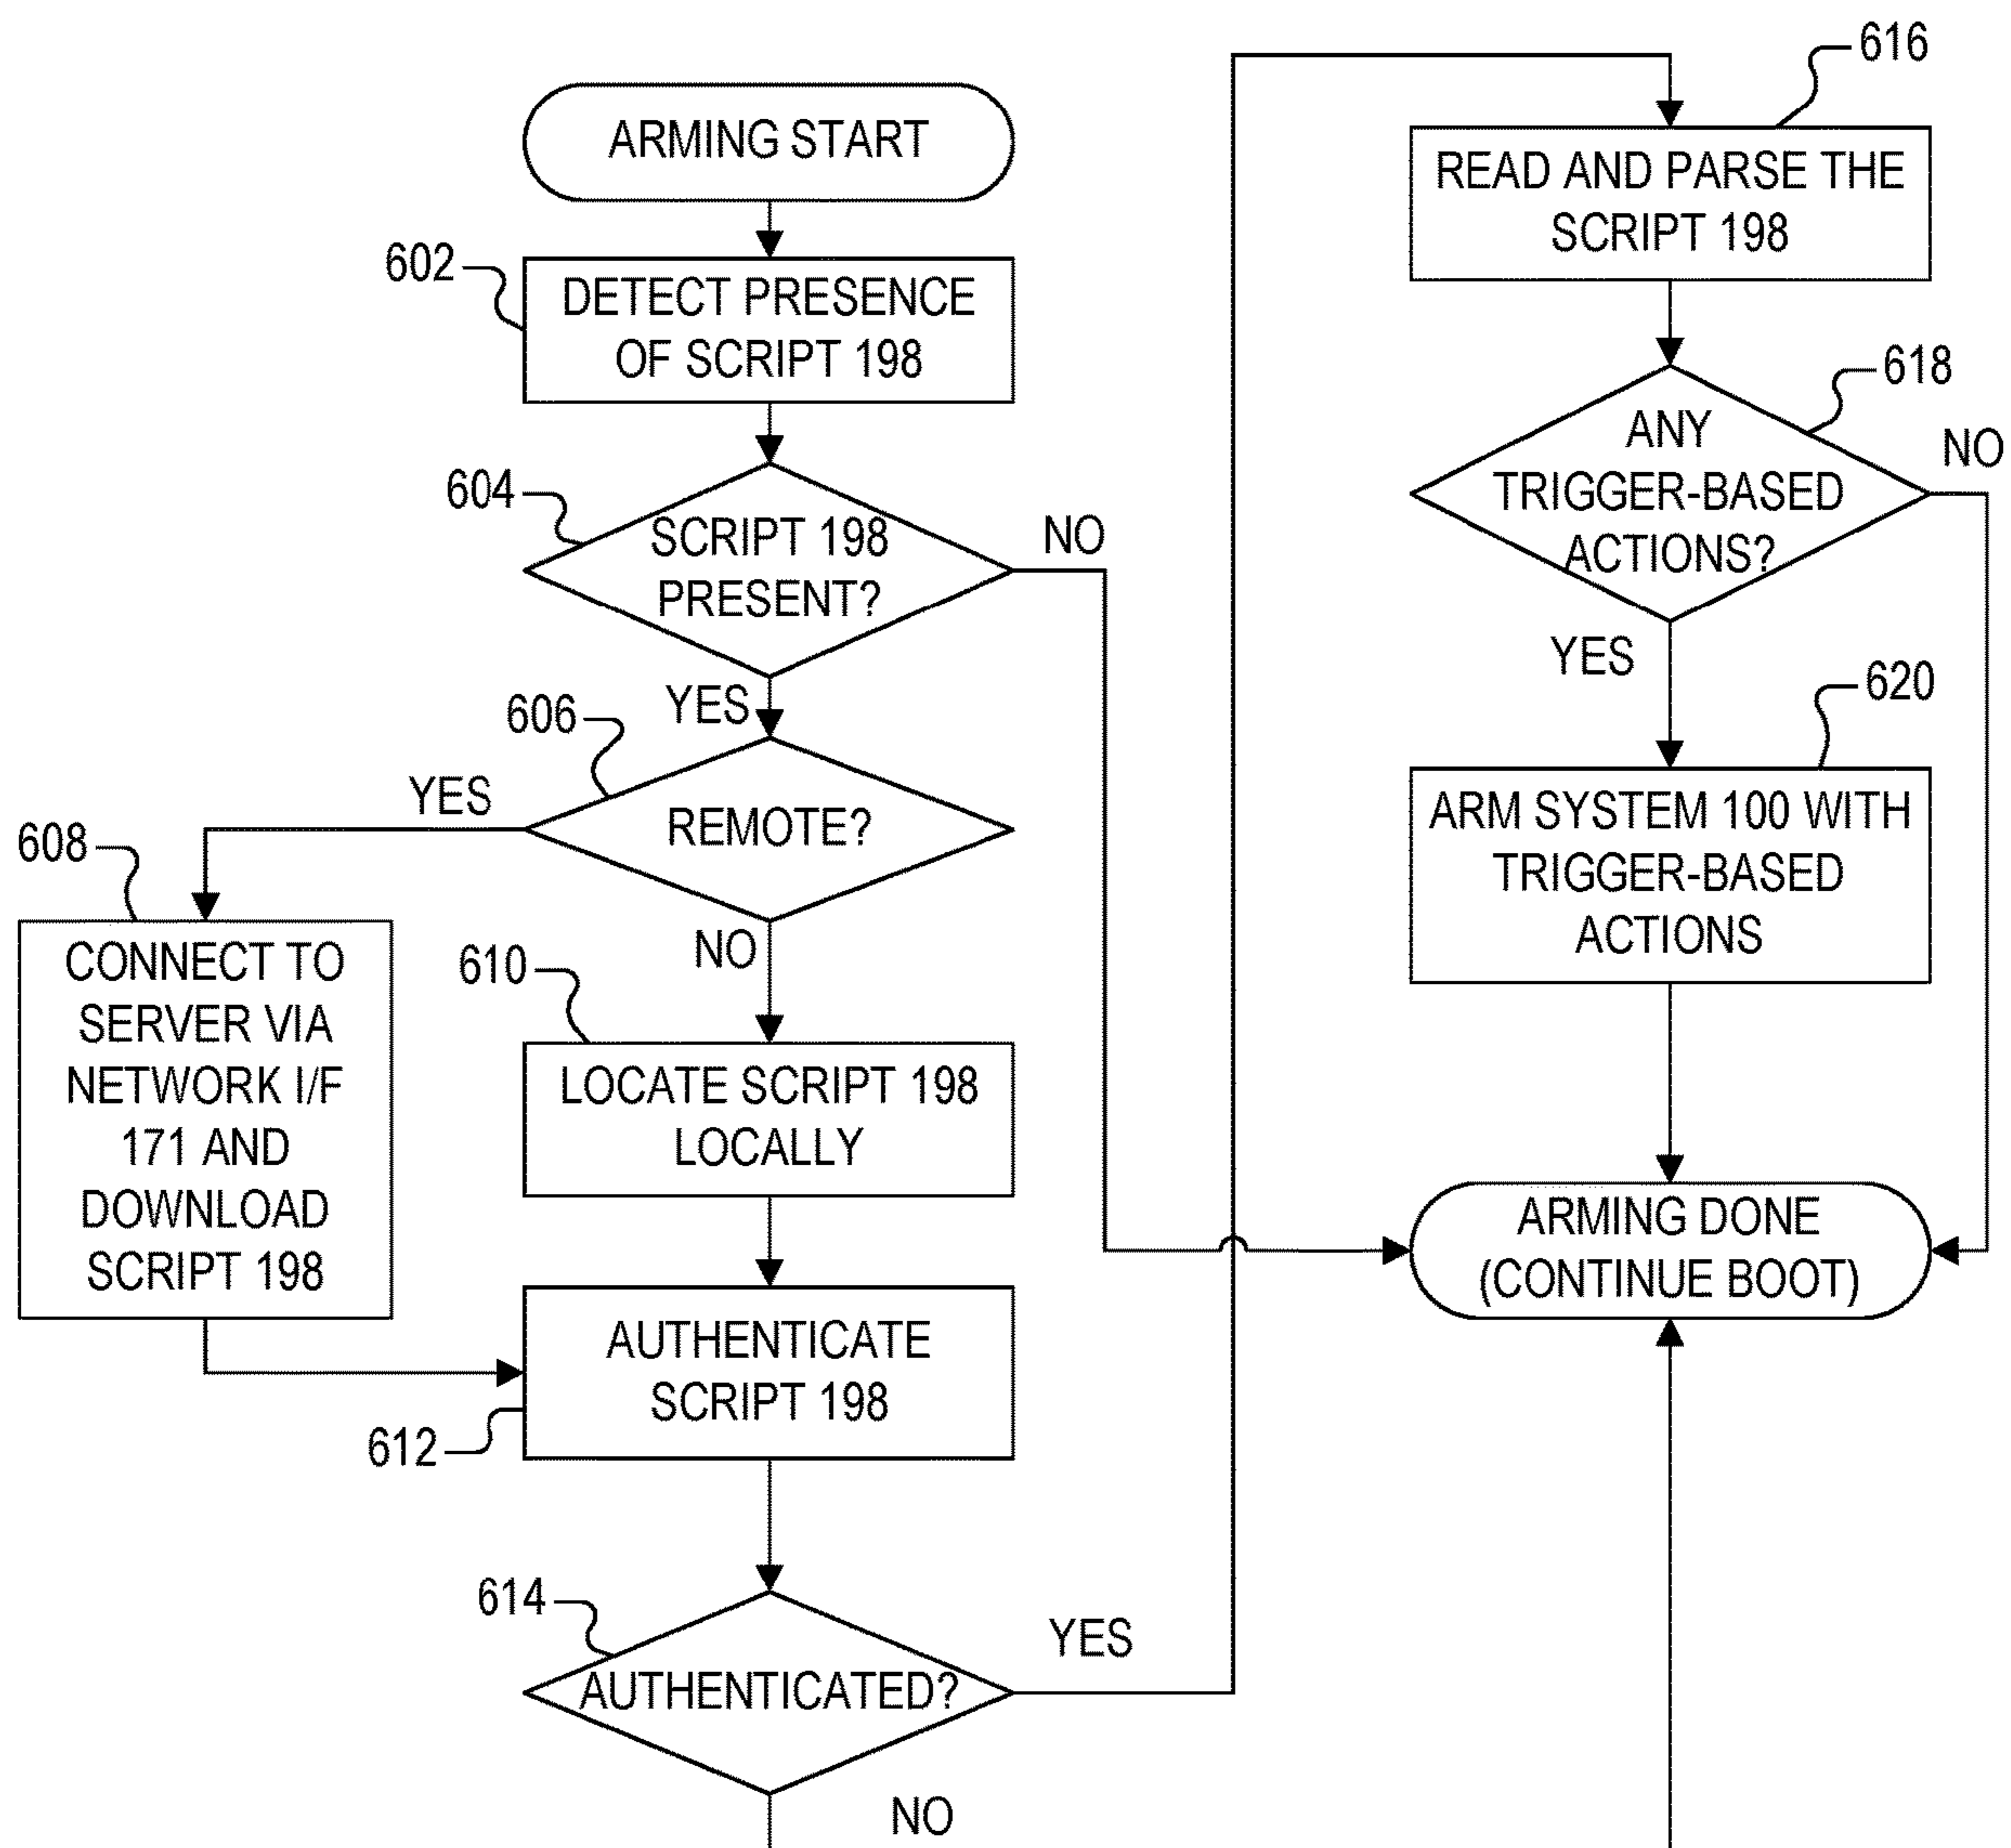 ARMING START
602
DETECT PRESENCE
OF SCRIPT 198
604
SCRIPT 198
PRESENT?
NO
YES
606
REMOTE?
YES
608
CONNECT TO
SERVER VIA
NETWORK I/F
171 AND
DOWNLOAD
SCRIPT 198
NO
610
LOCATE SCRIPT 198
LOCALLY
AUTHENTICATE
SCRIPT 198
612
614
AUTHENTICATED?
YES
NO
616
READ AND PARSE THE
SCRIPT 198
618
ANY
TRIGGER-BASED
ACTIONS?
NO
YES
620
ARM SYSTEM 100 WITH
TRIGGER-BASED
ACTIONS
ARMING DONE
(CONTINUE BOOT)